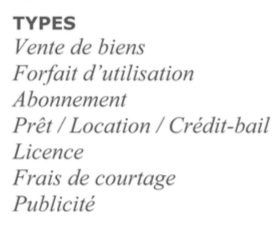 TYPES
Vente de biens
Forfait d’utilisation
Abonnement
Prêt / Location / Crédit-bail
Licence
Frais de courtage
Publicité